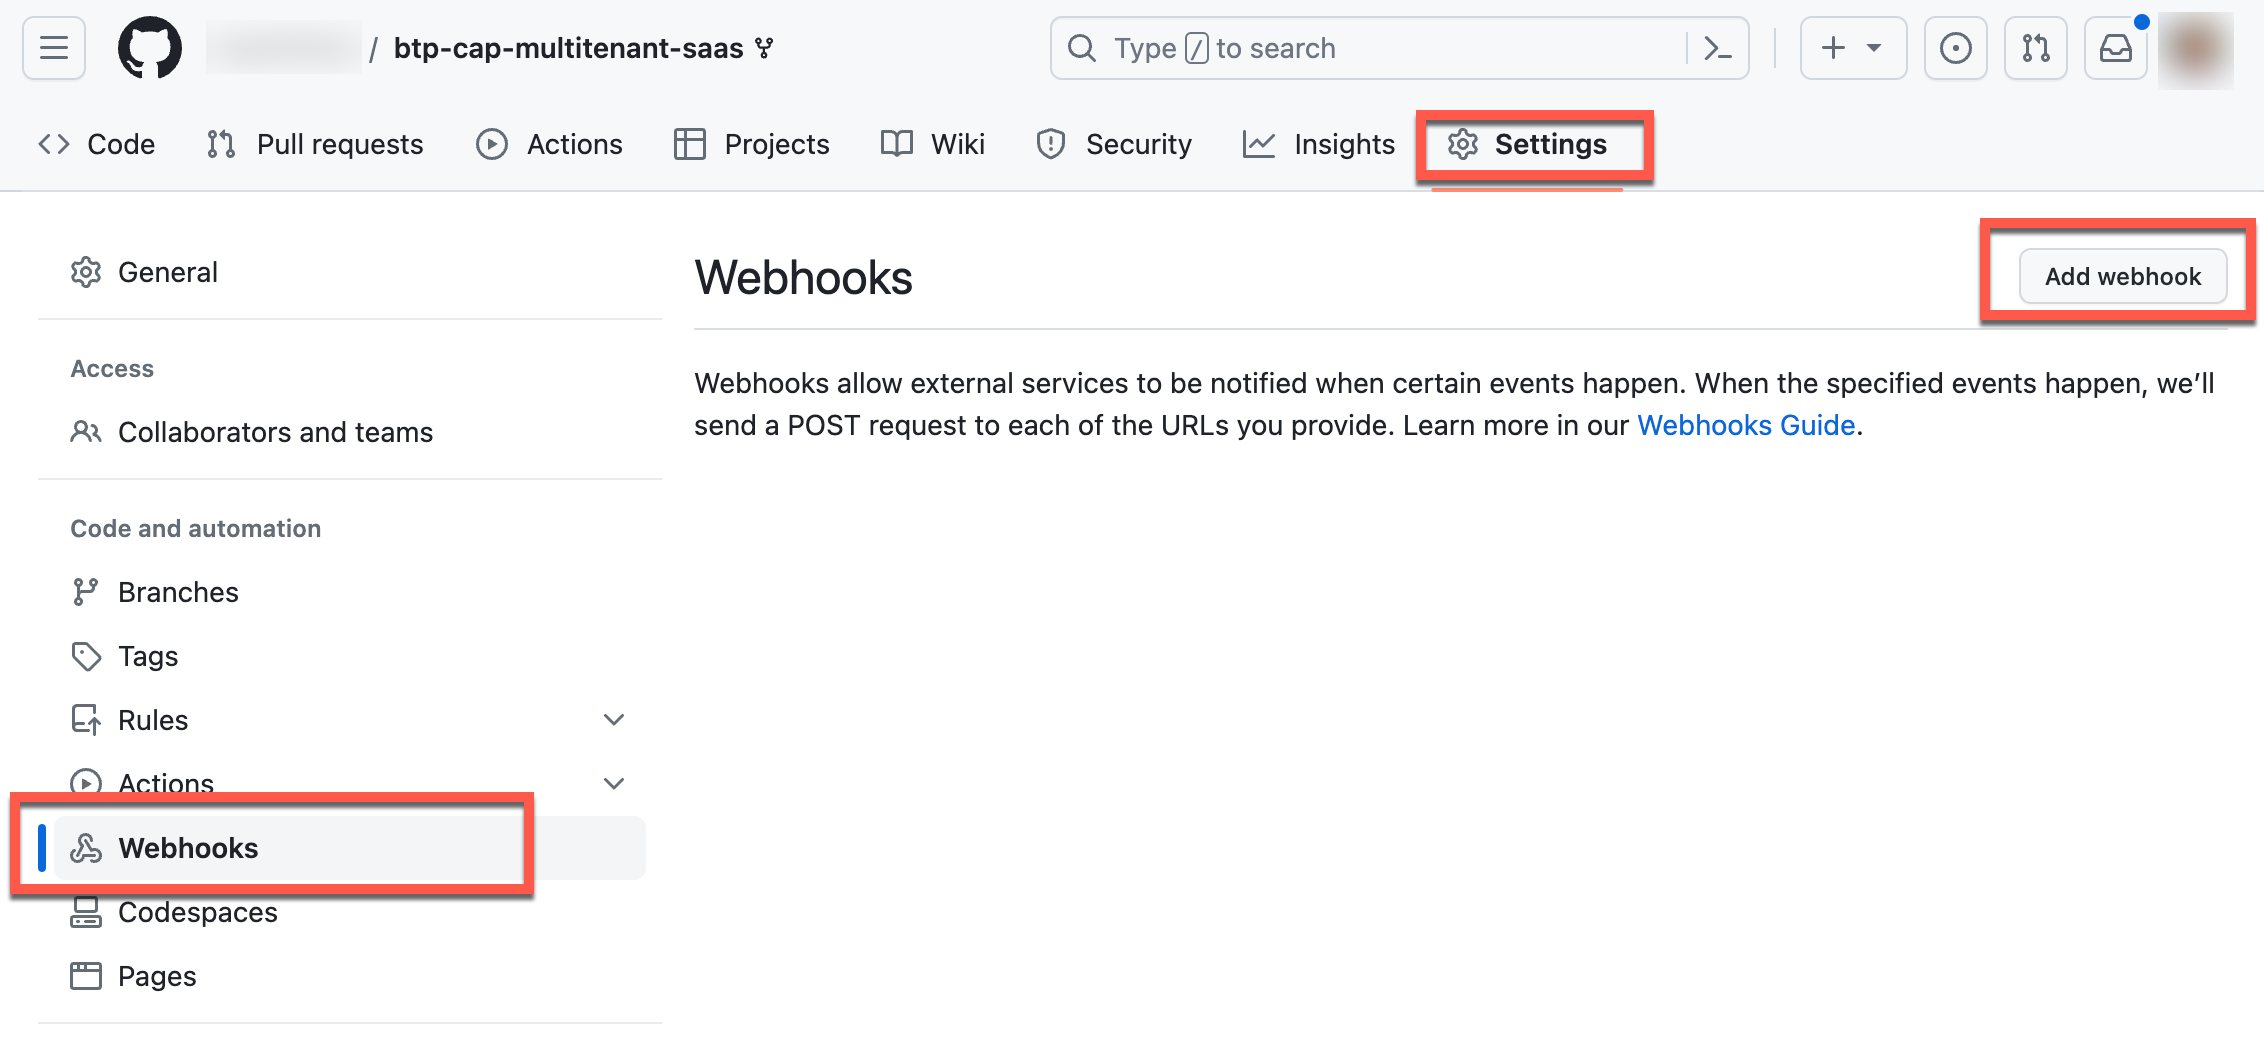 / btp-cap-multitenant-saas
Type / to search
Code Pull requests Actions Projects Wiki Security Insights Settings
General
Access
Collaborators and teams
Code and automation
Branches
Tags
Rules
Actions
Webhooks
Codespaces
Pages
Webhooks
Add webhook
Webhooks allow external services to be notified when certain events happen. When the specified events happen, we’ll
send a POST request to each of the URLs you provide. Learn more in our Webhooks Guide.